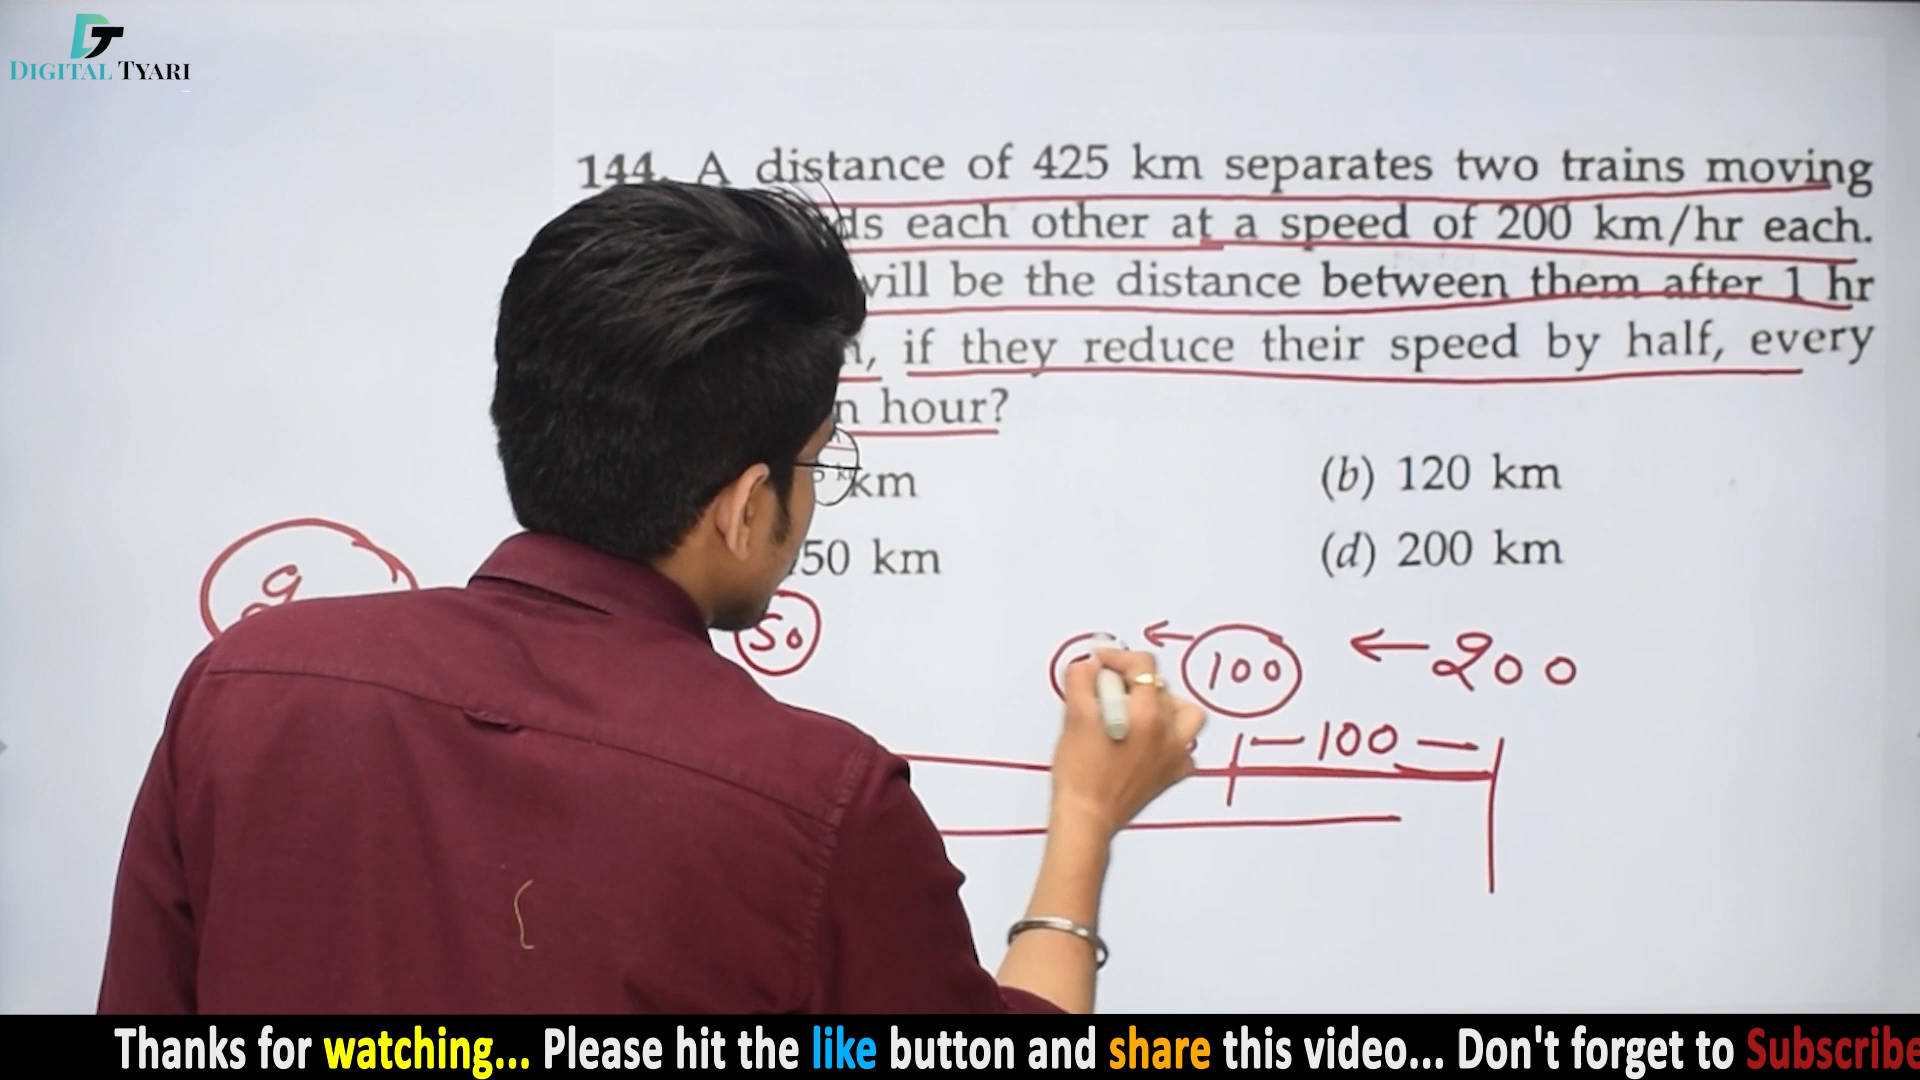 DT
DIGITAL TYARI
144. A distance of 425 km separates two trains moving
ds each other at a speed of 200 km/hr each.
will be the distance between them after 1 hr
if they reduce their speed by half, every
n hour?
km
(b) 120 km
50 km
(d) 200 km
50
100
←200
100
Thanks for watching... Please hit the like button and share this video... Don't forget to Subscribe